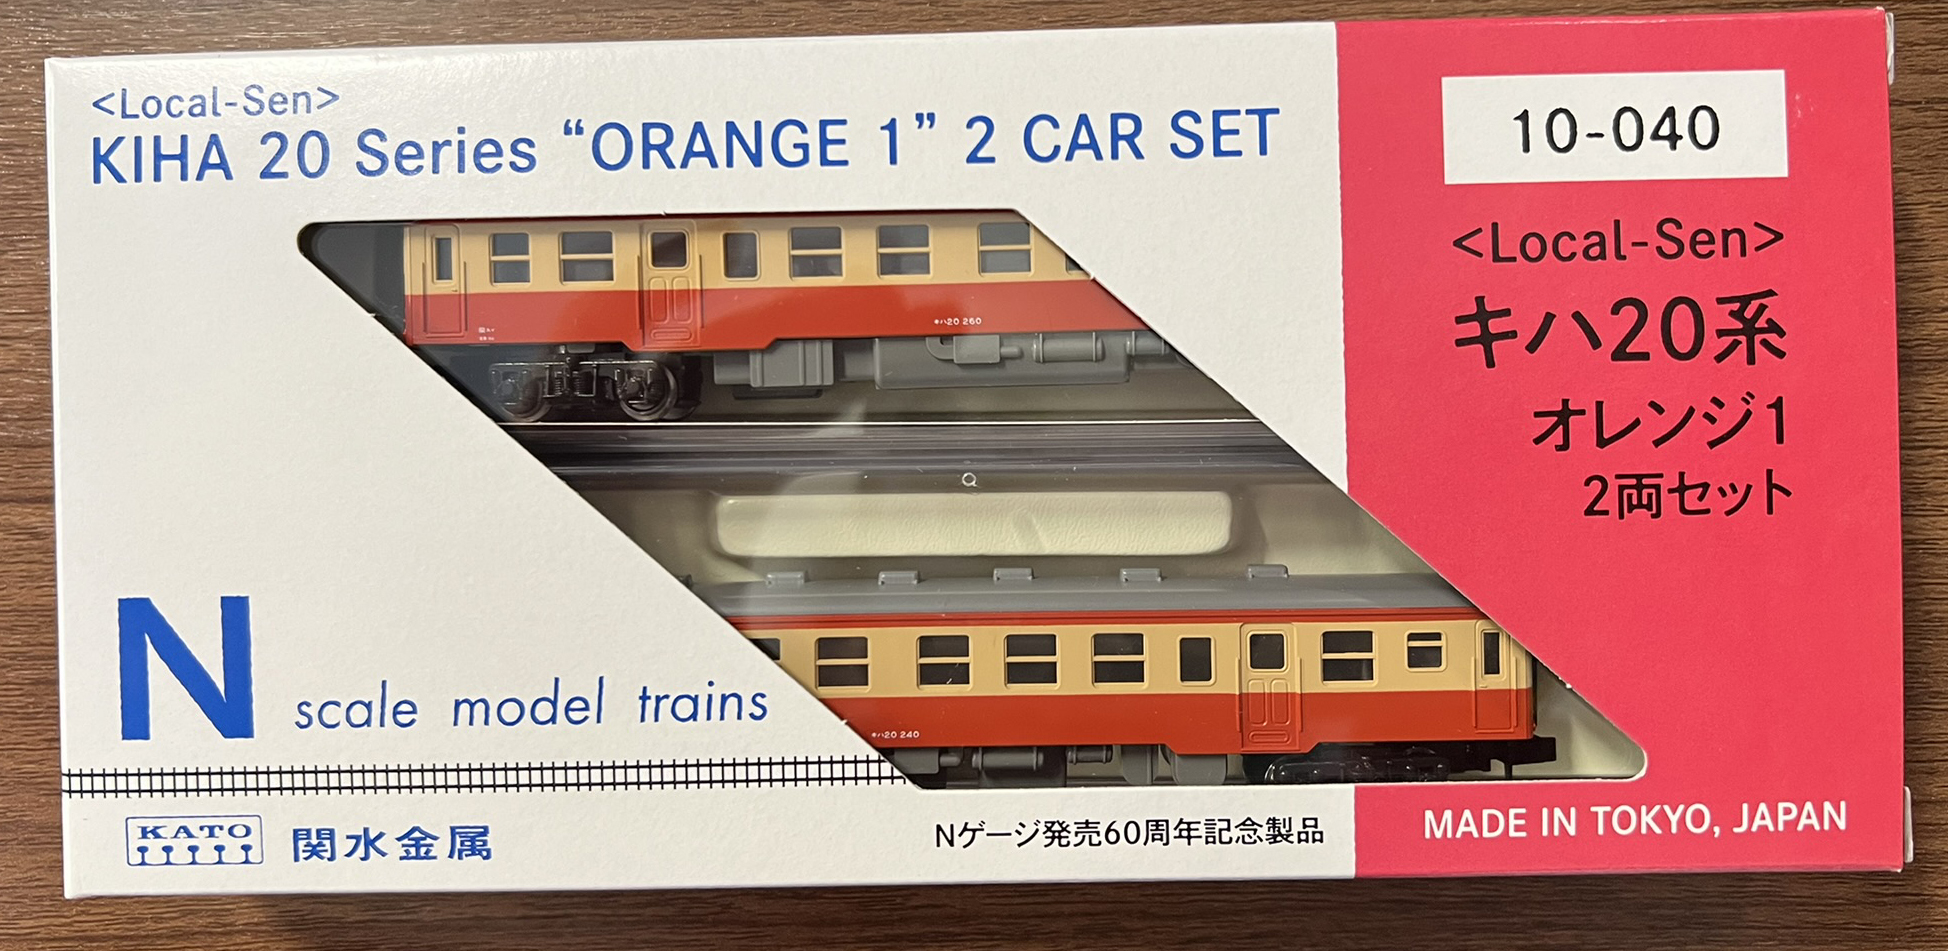 <Local-Sen>
KIHA 20 Series “ORANGE 1” 2 CAR SET
10-040
<Local-Sen>
キハ20系
オレンジ1
2両セット
キハ20 260
キハ20 240
N scale model trains
KATO 関水金属
Nゲージ発売60周年記念製品
MADE IN TOKYO, JAPAN